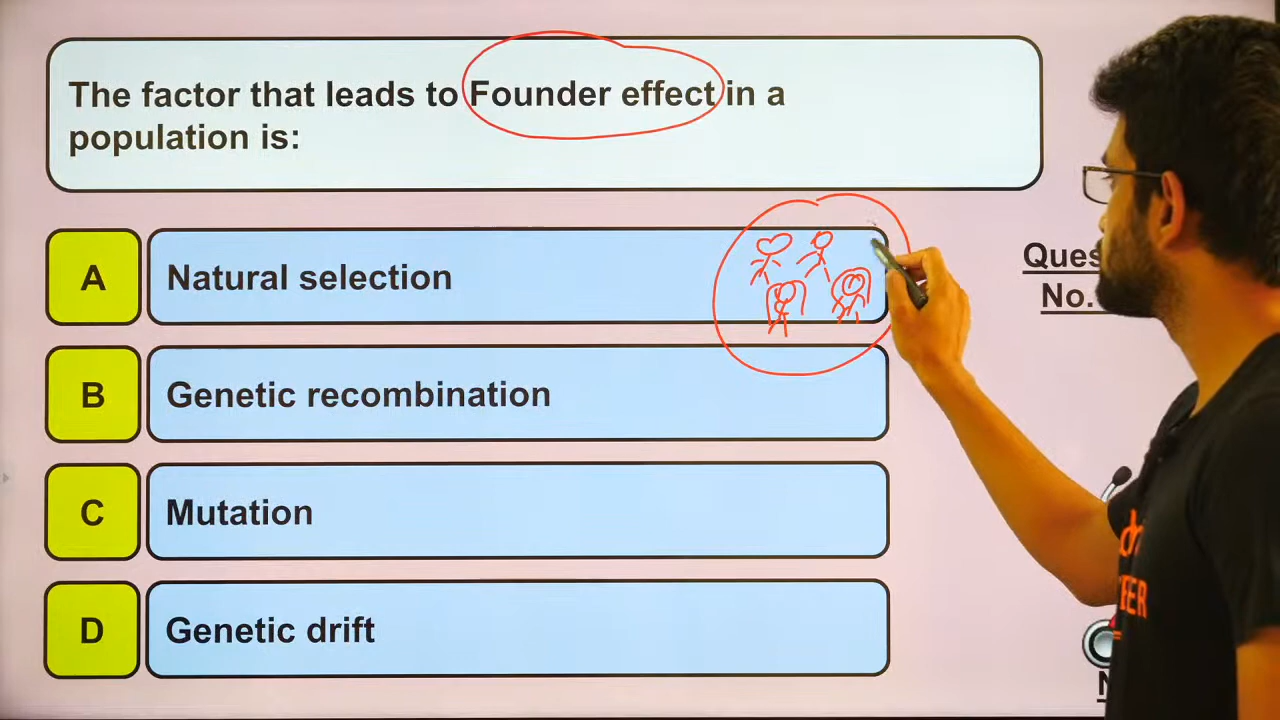 The factor that leads to Founder effect in a
population is:
A
Natural selection
B
Genetic recombination
C
Mutation
D
Genetic drift
Ques
No.
N